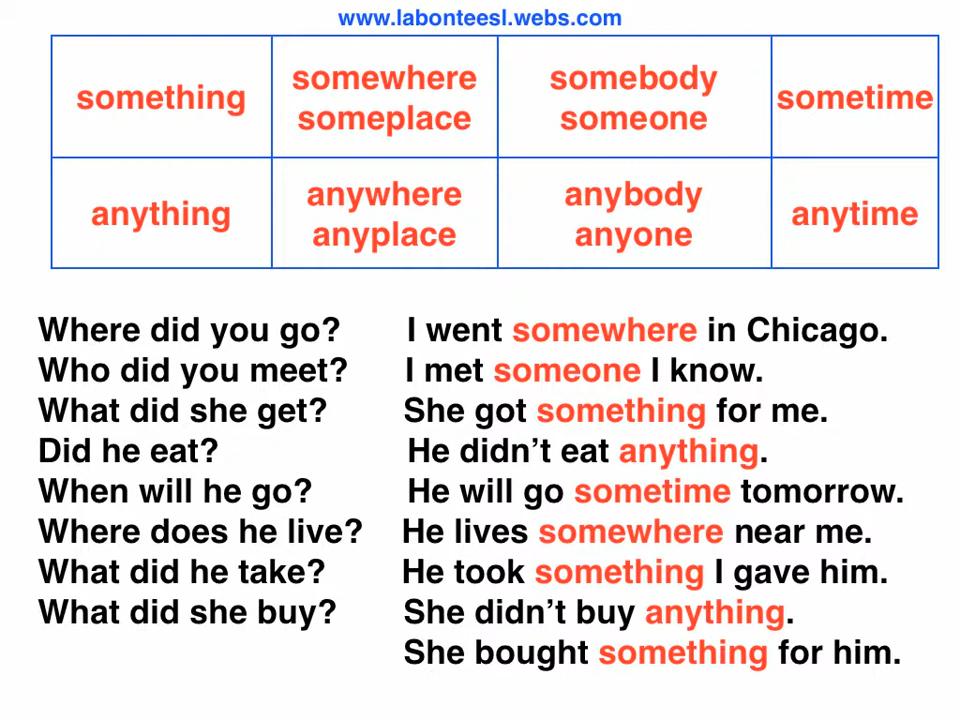 www.labonteesl.webs.com
something somewhere someplace somebody someone sometime
anything anywhere anyplace anybody anyone anytime
Where did you go? I went somewhere in Chicago.
Who did you meet? I met someone I know.
What did she get? She got something for me.
Did he eat? He didn’t eat anything.
When will he go? He will go sometime tomorrow.
Where does he live? He lives somewhere near me.
What did he take? He took something I gave him.
What did she buy? She didn’t buy anything.
She bought something for him.